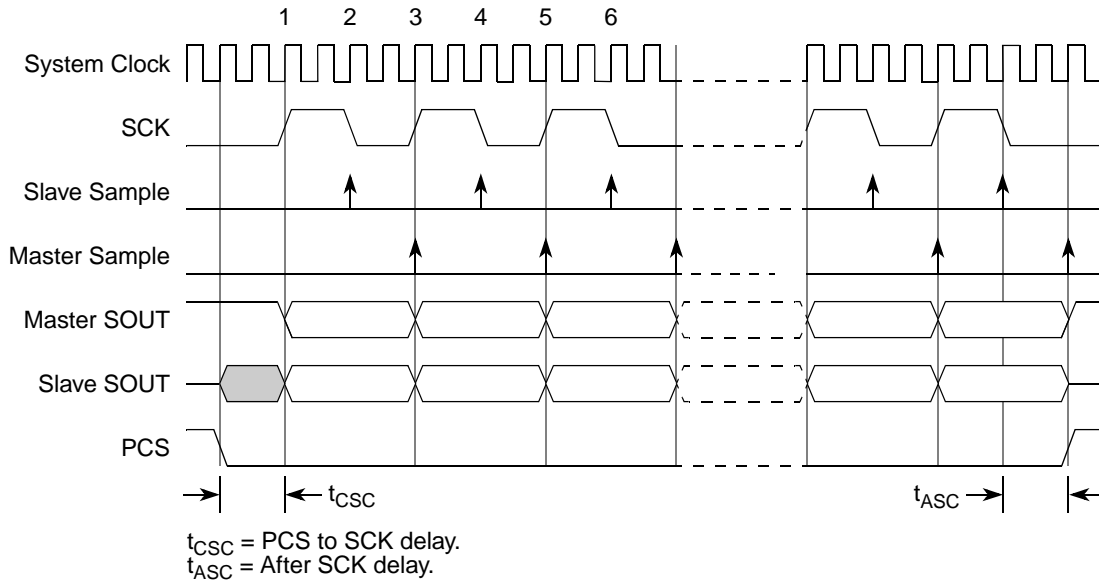 1 2 3 4 5 6
System Clock
SCK
Slave Sample
Master Sample
Master SOUT
Slave SOUT
PCS
tCSC tASC
tCSC = PCS to SCK delay.
tASC = After SCK delay.